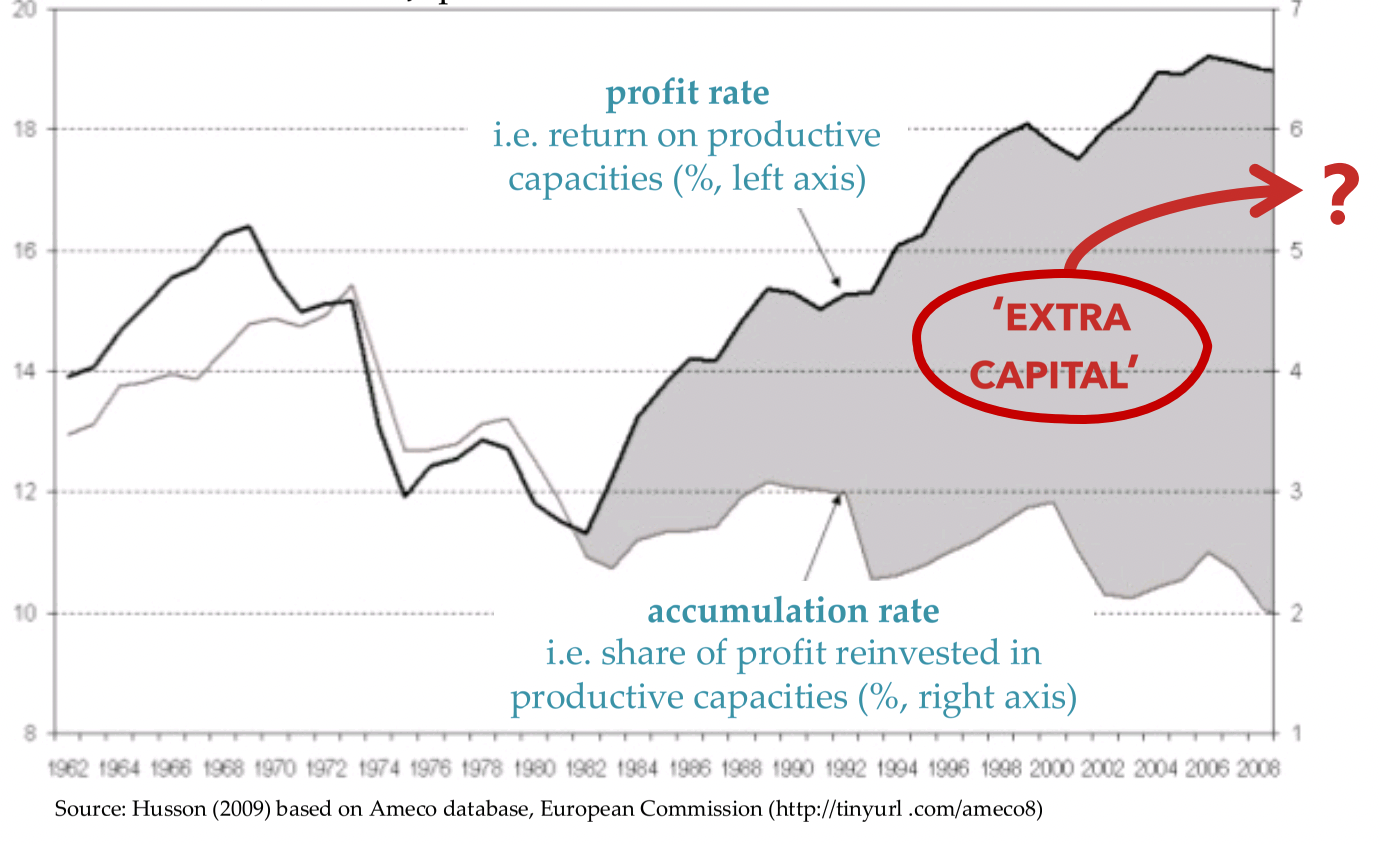 20
7
profit rate
i.e. return on productive
capacities (%, left axis)
18
6
?
16
5
‘EXTRA
CAPITAL’
14
4
12
3
accumulation rate
i.e. share of profit reinvested in
productive capacities (%, right axis)
10
2
8
1
1962 1964 1966 1968 1970 1972 1974 1976 1978 1980 1982 1984 1986 1988 1990 1992 1994 1996 1998 2000 2002 2004 2006 2008
Source: Husson (2009) based on Ameco database, European Commission (http://tinyurl .com/ameco8)